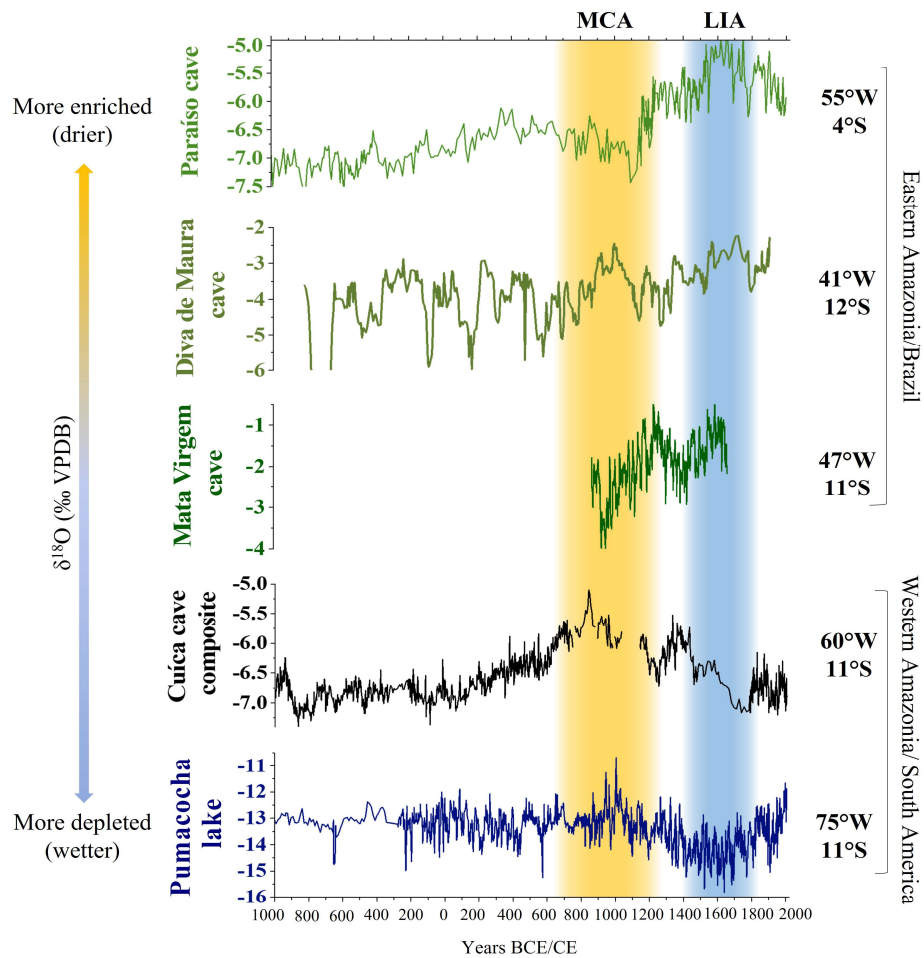 MCA LIA
-5.0
-5.5
-6.0
-6.5
-7.0
-7.5
Paraíso cave
55°W
4°S
More enriched
(drier)
-2
-3
-4
-5
-6
Diva de Maura
cave
41°W
12°S
Eastern Amazonia/Brazil
δ18O (‰ VPDB)
-1
-2
-3
-4
Mata Virgem
cave
47°W
11°S
-5.0
-5.5
-6.0
-6.5
-7.0
Cuíca cave
composite
60°W
11°S
Western Amazonia/ South America
-11
-12
-13
-14
-15
-16
Pumacocha
lake
75°W
11°S
More depleted
(wetter)
1000 800 600 400 200 0 200 400 600 800 1000 1200 1400 1600 1800 2000
Years BCE/CE